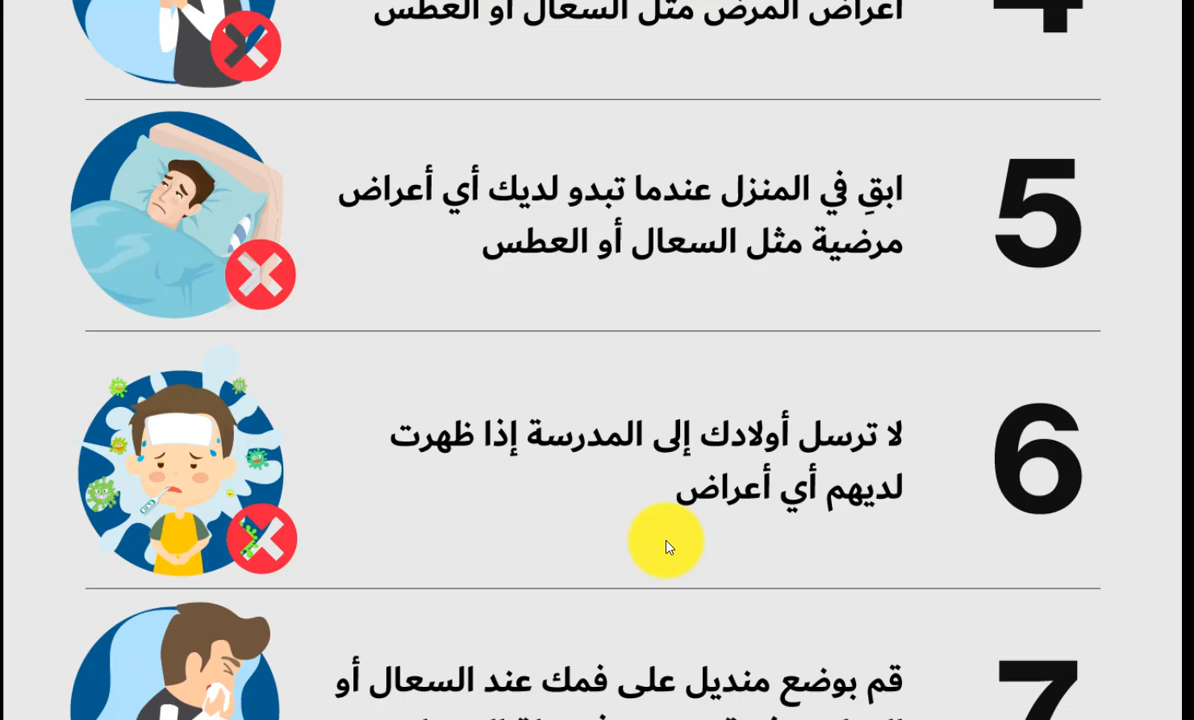 4
أعراض المرض مثل السعال أو العطس
5
ابقِ في المنزل عندما تبدو لديك أي أعراض
مرضية مثل السعال أو العطس
6
لا ترسل أولادك إلى المدرسة إذا ظهرت
لديهم أي أعراض
7
قم بوضع منديل على فمك عند السعال أو